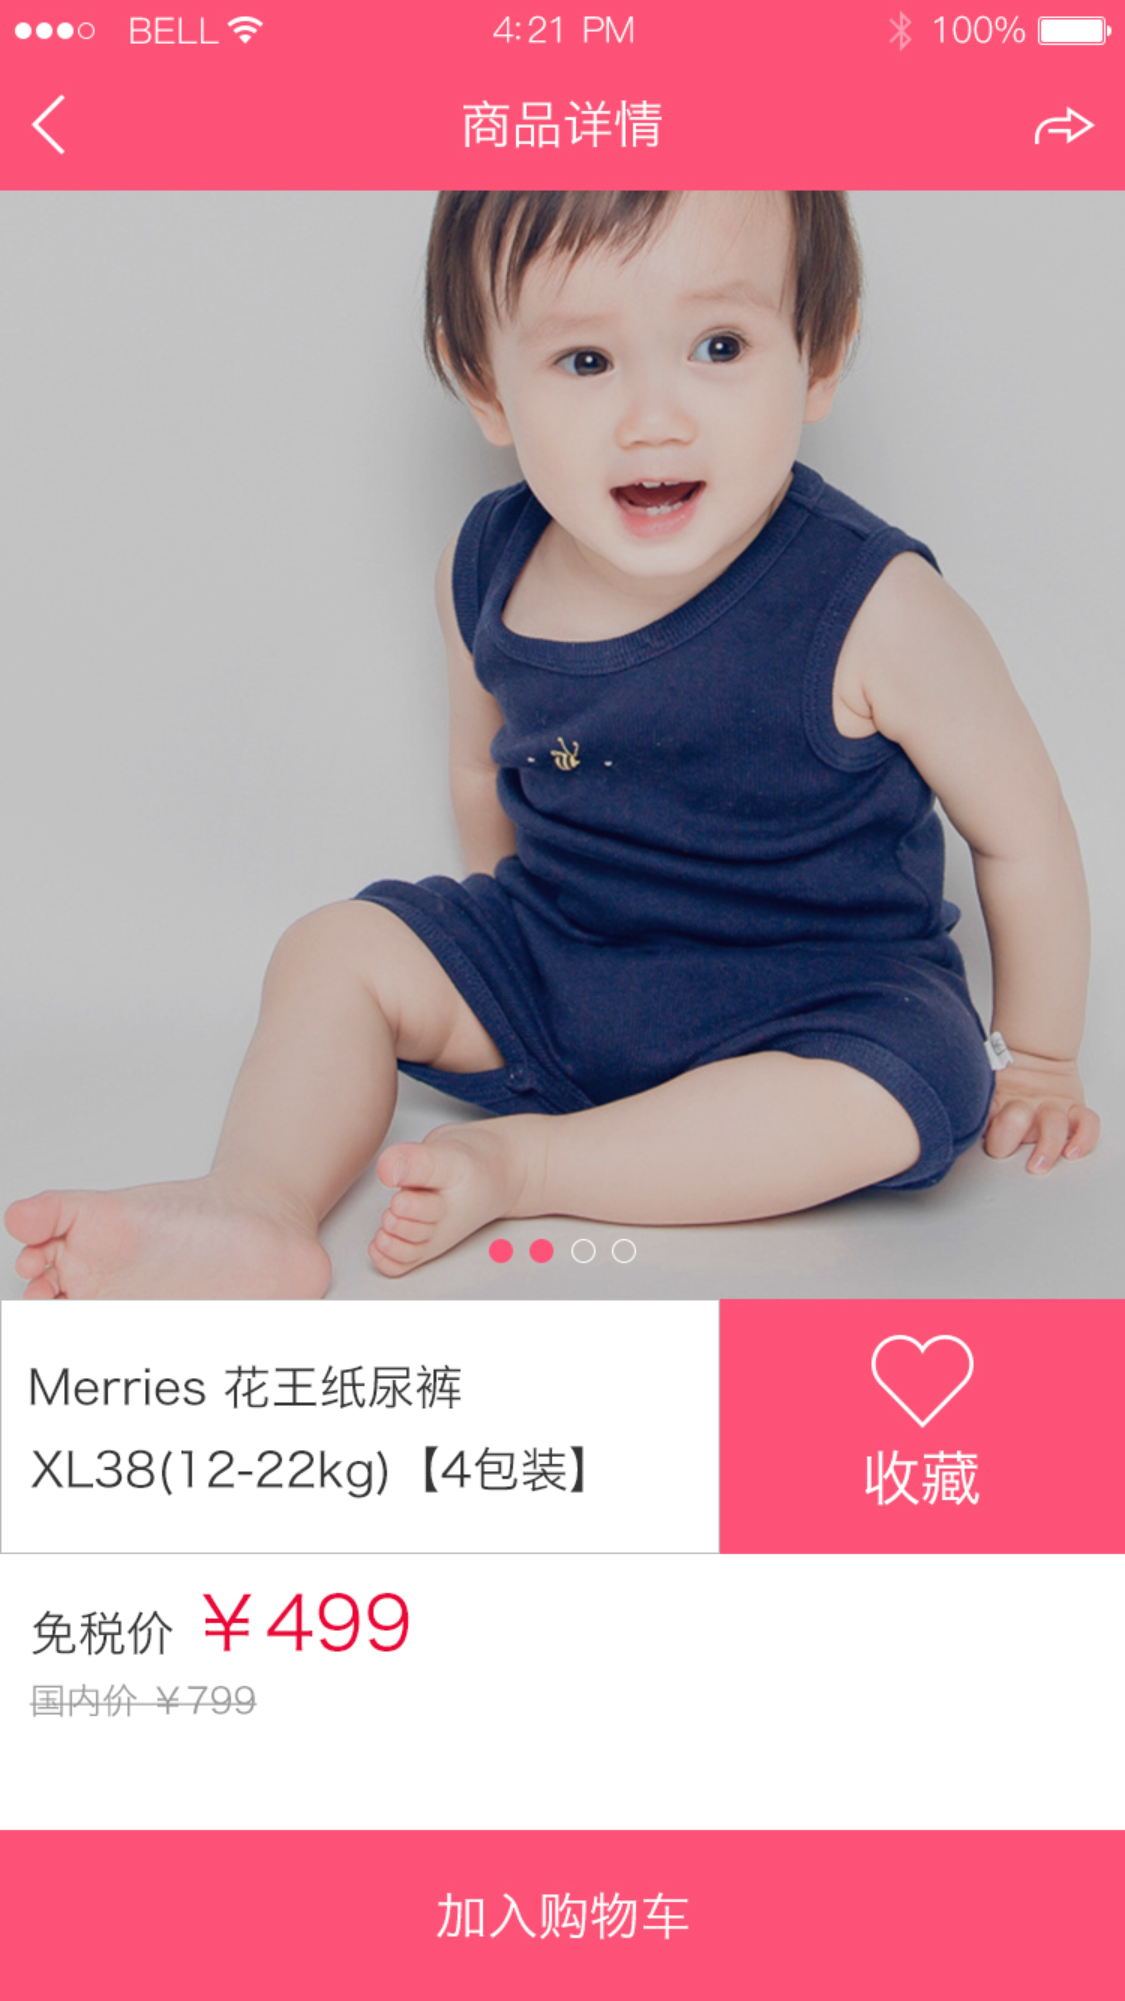 BELL 4:21 PM 100%
商品详情
Merries 花王纸尿裤
XL38(12-22kg)【4包装】
收藏
免税价 ￥499
国内价 ￥799
加入购物车